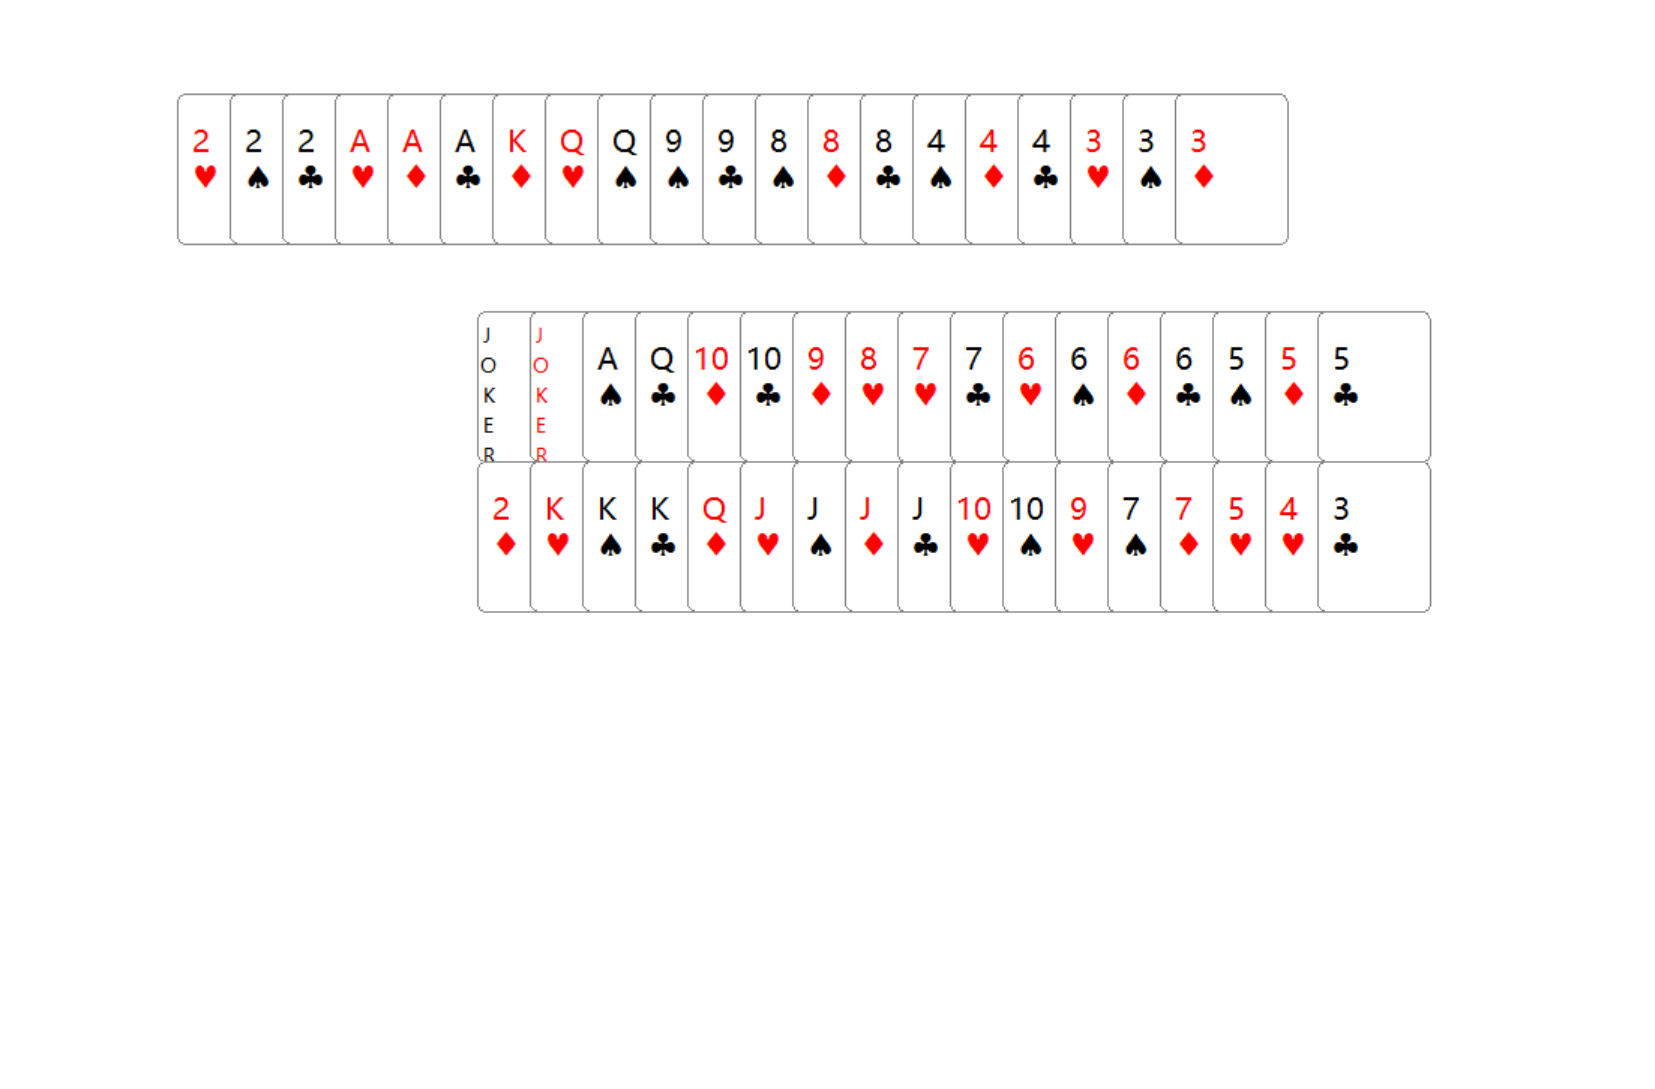 2 2 2 A A A K Q Q 9 9 8 8 8 4 4 4 3 3 3
♥ ♠ ♣ ♥ ♦ ♣ ♦ ♥ ♠ ♠ ♣ ♠ ♦ ♣ ♠ ♦ ♣ ♥ ♠ ♦
JOKER JOKER A Q 10 10 9 8 7 7 6 6 6 6 5 5 5
♠ ♣ ♦ ♣ ♦ ♥ ♥ ♣ ♥ ♠ ♦ ♣ ♠ ♦ ♣
2 K K K Q J J J J 10 10 9 7 7 5 4 3
♦ ♥ ♠ ♣ ♦ ♥ ♠ ♦ ♣ ♥ ♠ ♥ ♠ ♦ ♥ ♥ ♣